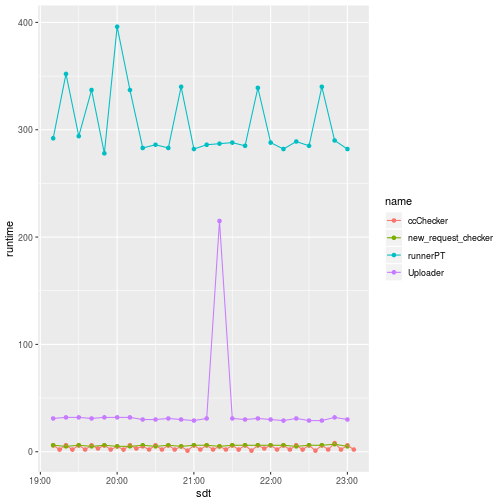 400
300
200
100
0
runtime
19:00 20:00 21:00 22:00 23:00
sdt
name
ccChecker
new_request_checker
runnerPT
Uploader